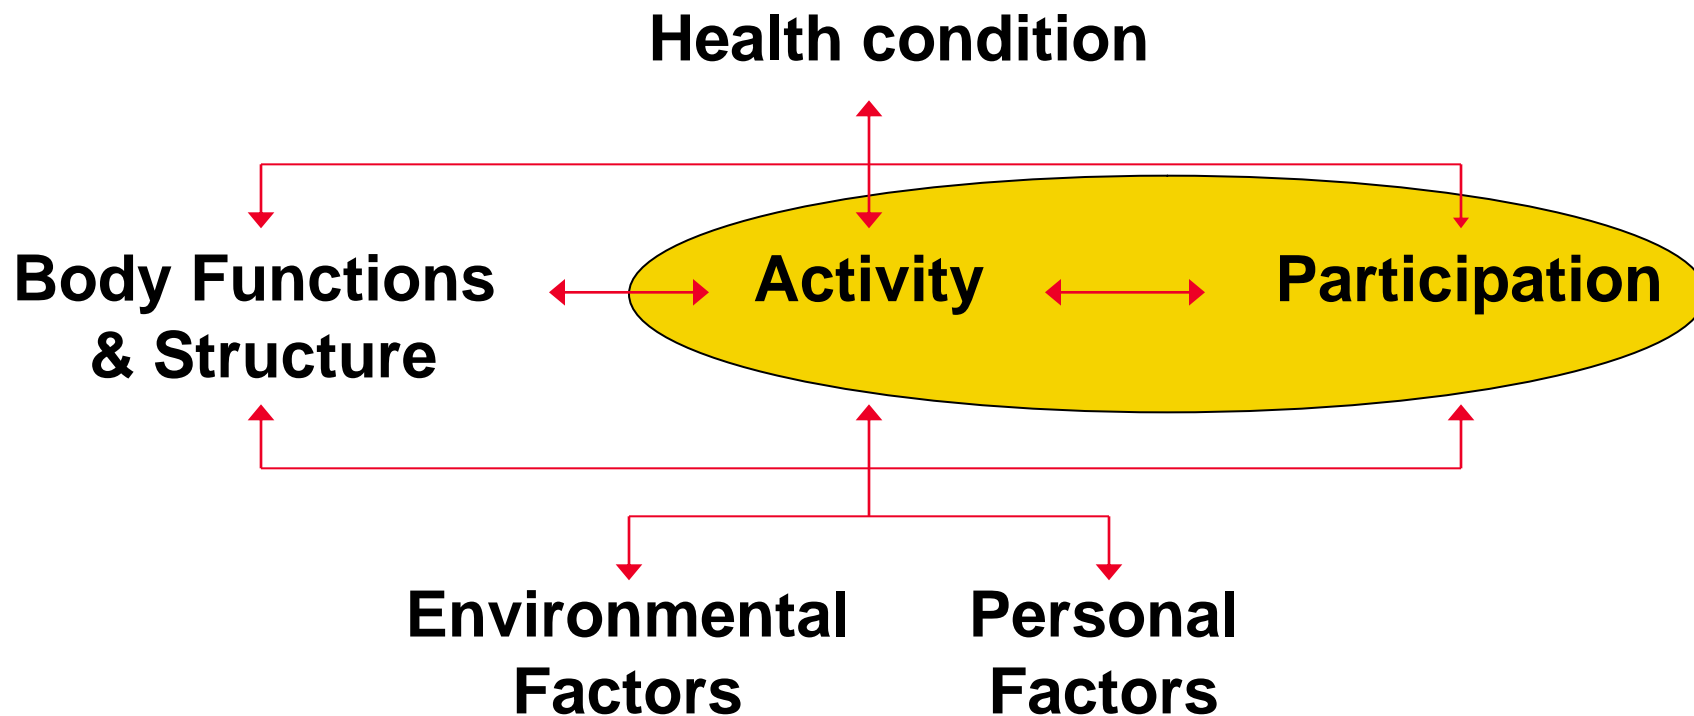 Health condition
Body Functions
& Structure
Activity
Participation
Environmental
Factors
Personal
Factors